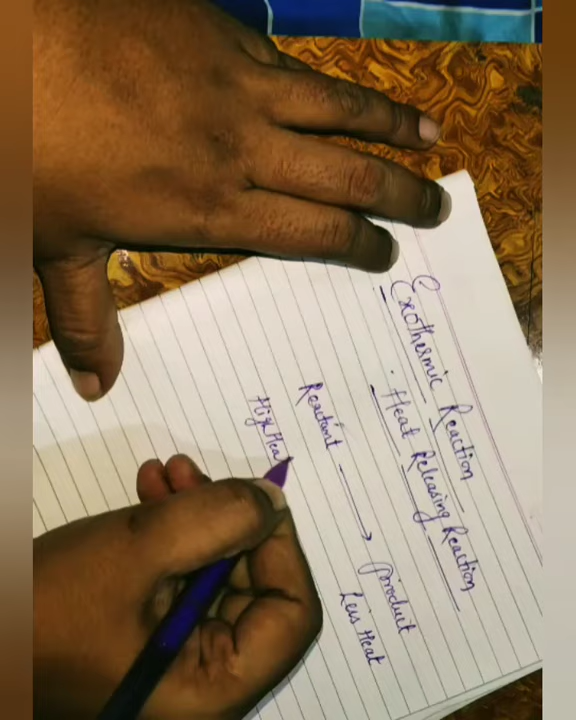 Exothermic Reaction
· Heat Releasing Reaction
Reactant → product
High Heat Less Heat